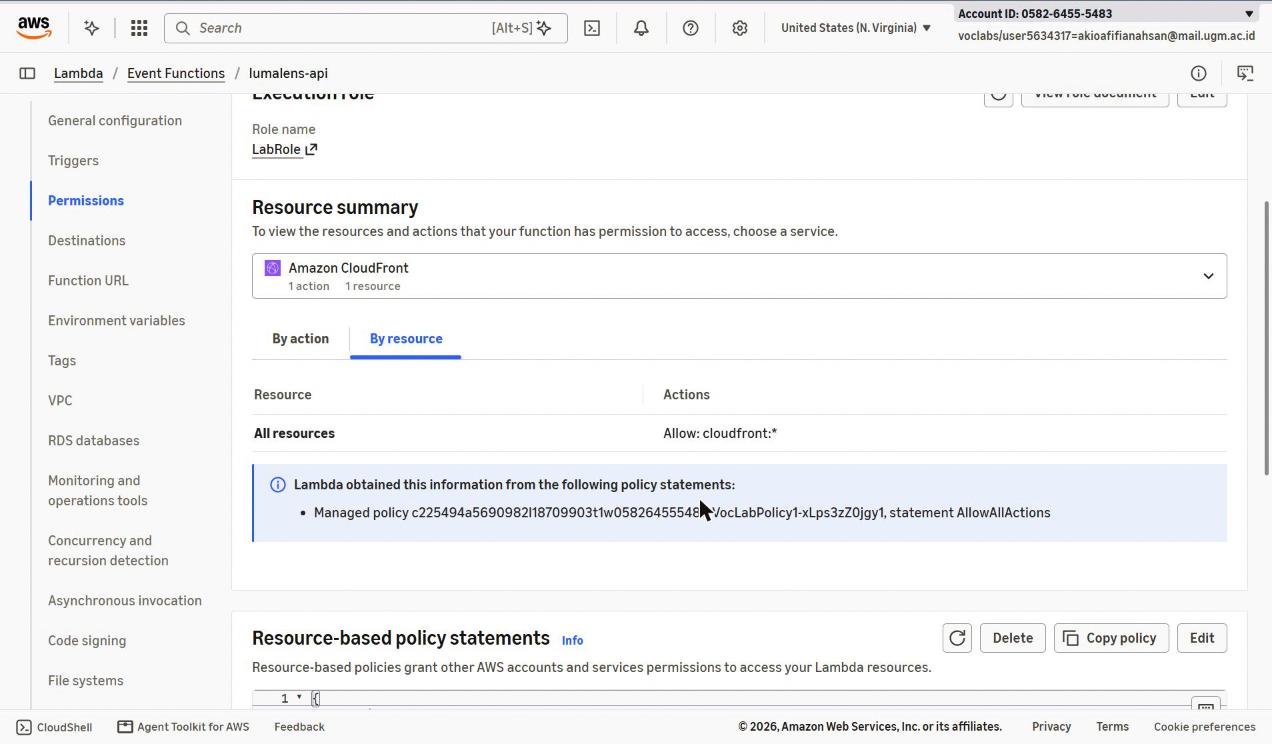 aws
Search
[Alt+S]
United States (N. Virginia)
Account ID: 0582-6455-5483
voclabs/user5634317=akioafifianahsan@mail.ugm.ac.id
Lambda / Event Functions / lumalens-api
General configuration
Triggers
Permissions
Destinations
Function URL
Environment variables
Tags
VPC
RDS databases
Monitoring and
operations tools
Concurrency and
recursion detection
Asynchronous invocation
Code signing
File systems
Execution role
View role document
Edit
Role name
LabRole
Resource summary
To view the resources and actions that your function has permission to access, choose a service.
Amazon CloudFront
1 action 1 resource
By action
By resource
Resource Actions
All resources Allow: cloudfront:*
Lambda obtained this information from the following policy statements:
• Managed policy VocLabPolicy1-xLps3zZ0jgy1, statement AllowAllActions
Resource-based policy statements Info
Delete
Copy policy
Edit
Resource-based policies grant other AWS accounts and services permissions to access your Lambda resources.
1 {
CloudShell
Agent Toolkit for AWS
Feedback
© 2026, Amazon Web Services, Inc. or its affiliates.
Privacy
Terms
Cookie preferences